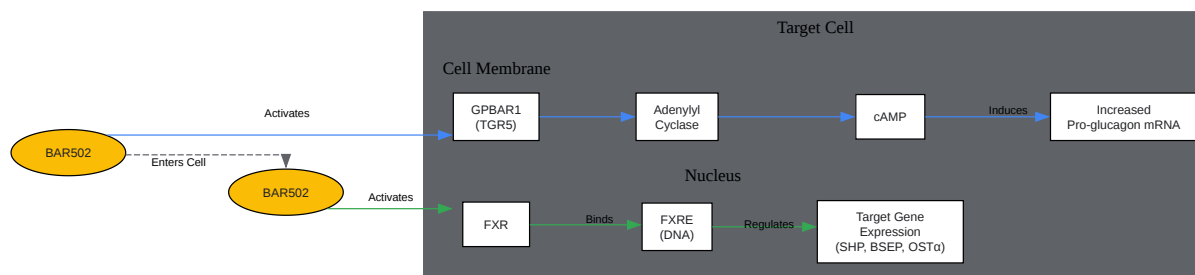 Target Cell
Cell Membrane
Activates
GPBAR1
(TGR5)
Adenylyl
Cyclase
cAMP
Induces
Increased
Pro-glucagon mRNA
BAR502
Enters Cell
BAR502
Nucleus
Activates
FXR
Binds
FXRE
(DNA)
Regulates
Target Gene
Expression
(SHP, BSEP, OSTα)